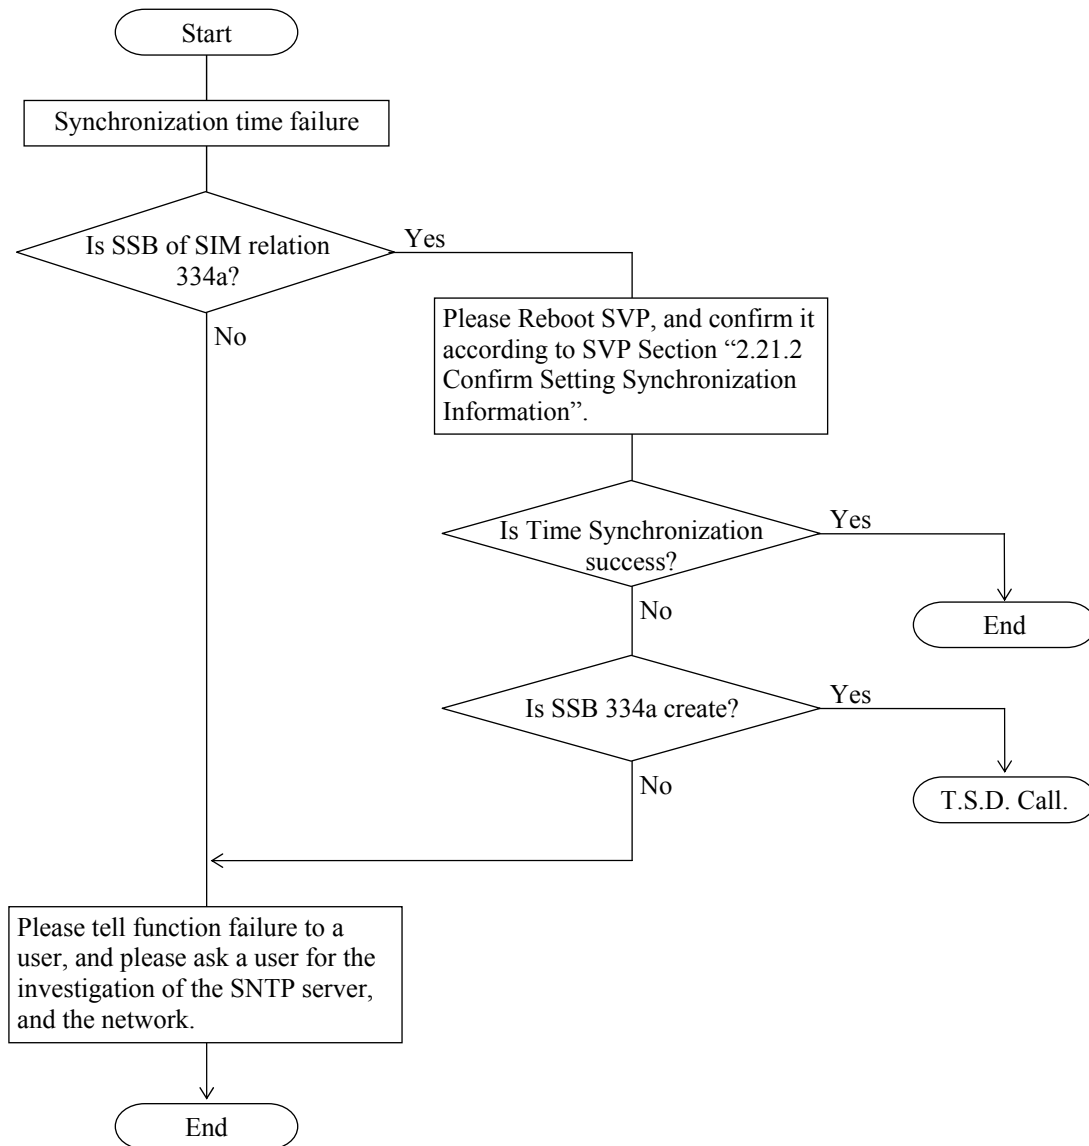 Start
Synchronization time failure
Is SSB of SIM relation
334a?
Yes
No
Please Reboot SVP, and confirm it
according to SVP Section “2.21.2
Confirm Setting Synchronization
Information”.
Is Time Synchronization
success?
Yes
No
End
Is SSB 334a create?
Yes
No
T.S.D. Call.
Please tell function failure to a
user, and please ask a user for the
investigation of the SNTP server,
and the network.
End